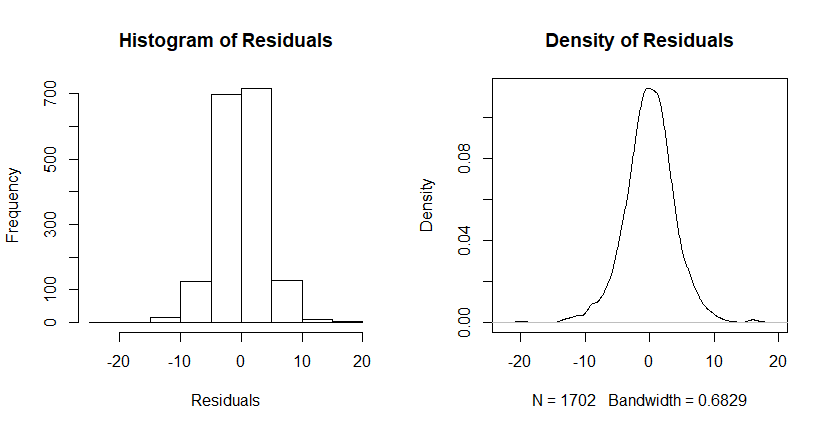 Histogram of Residuals
Frequency
0 100 300 500 700
-20 -10 0 10 20
Residuals
Density of Residuals
Density
0.00 0.04 0.08
-20 -10 0 10 20
N = 1702 Bandwidth = 0.6829